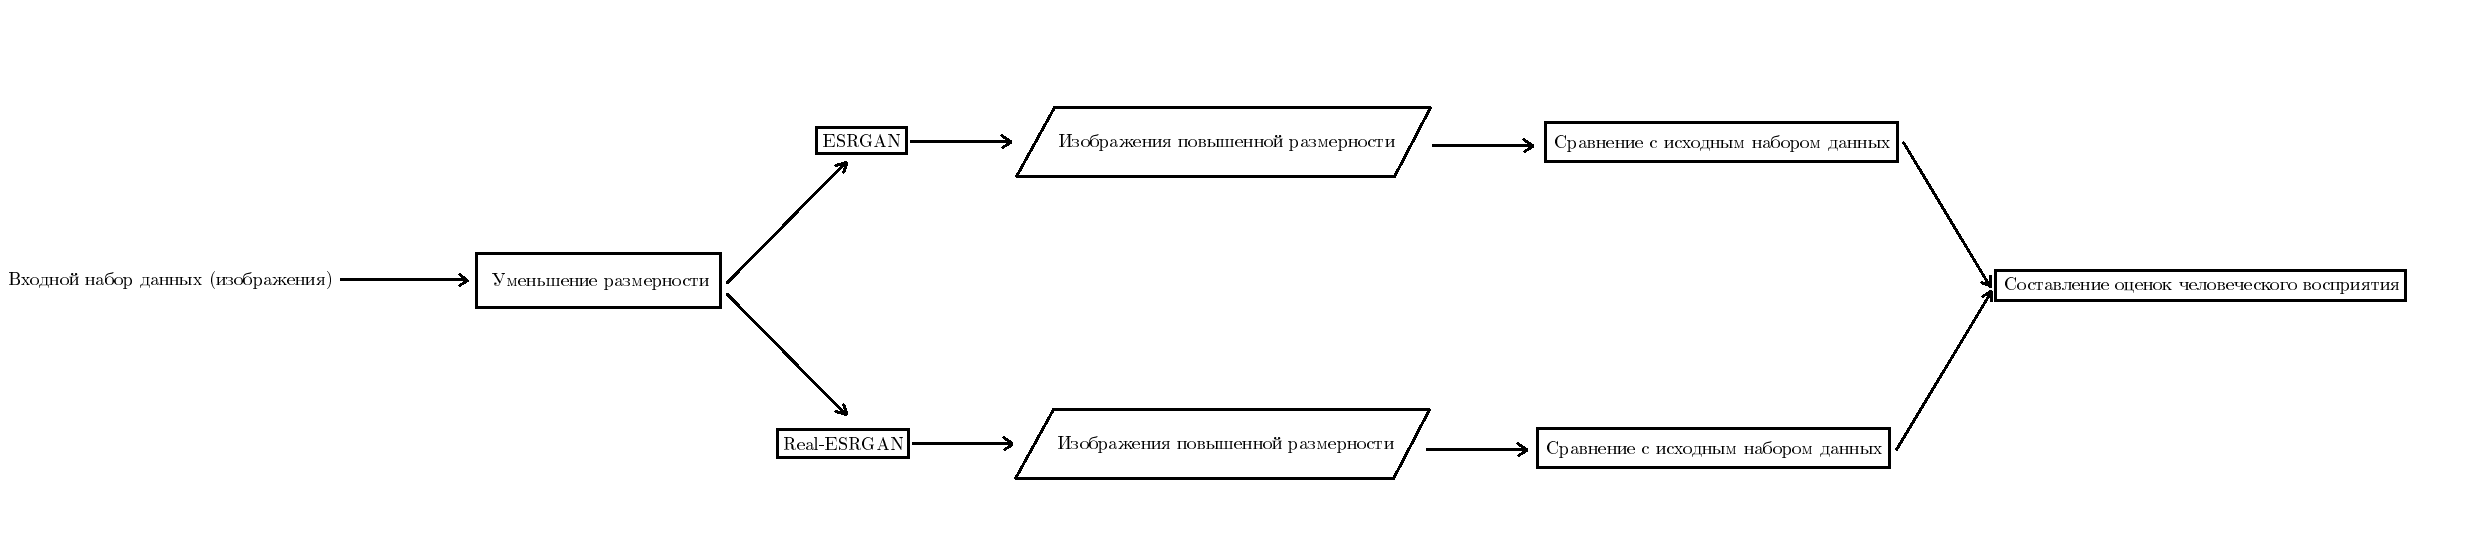 Входной набор данных (изображения)
Уменьшение размерности
ESRGAN
Изображения повышенной размерности
Сравнение с исходным набором данных
Real-ESRGAN
Изображения повышенной размерности
Сравнение с исходным набором данных
Составление оценок человеческого восприятия